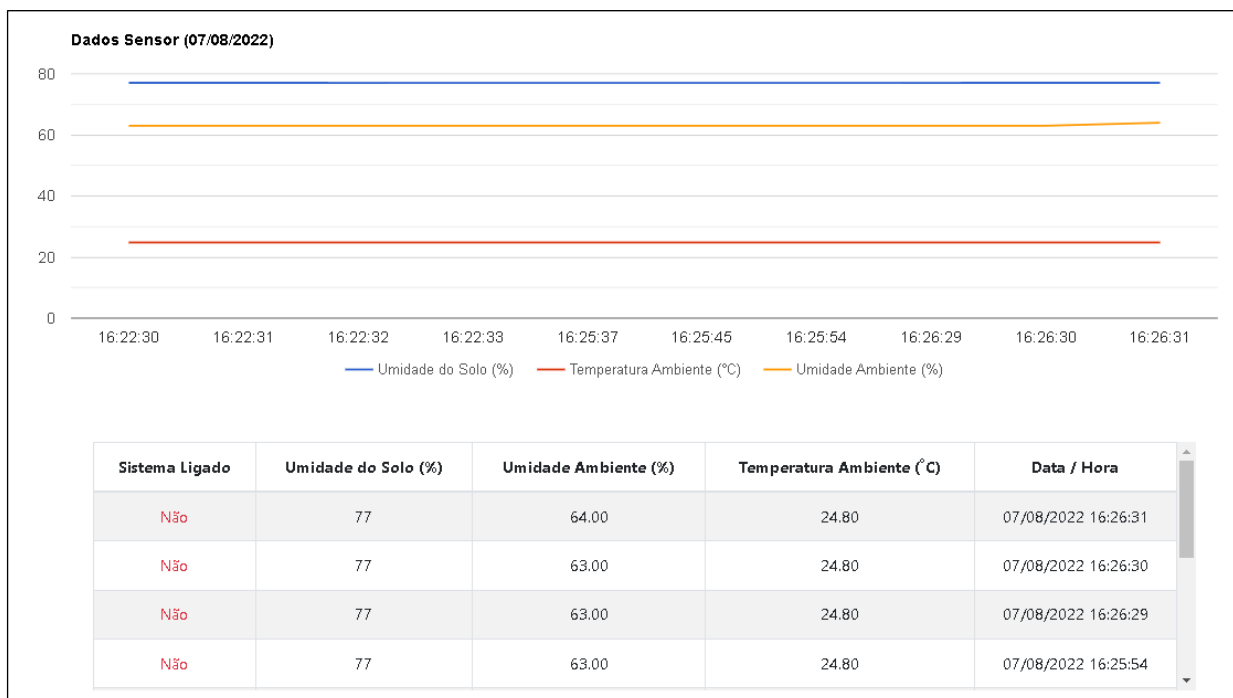 Dados Sensor (07/08/2022)
80
60
40
20
0
16:22:30 16:22:31 16:22:32 16:22:33 16:25:37 16:25:45 16:25:54 16:26:29 16:26:30 16:26:31
Umidade do Solo (%) Temperatura Ambiente (°C) Umidade Ambiente (%)
Sistema Ligado Umidade do Solo (%) Umidade Ambiente (%) Temperatura Ambiente (°C) Data / Hora
Não 77 64.00 24.80 07/08/2022 16:26:31
Não 77 63.00 24.80 07/08/2022 16:26:30
Não 77 63.00 24.80 07/08/2022 16:26:29
Não 77 63.00 24.80 07/08/2022 16:25:54